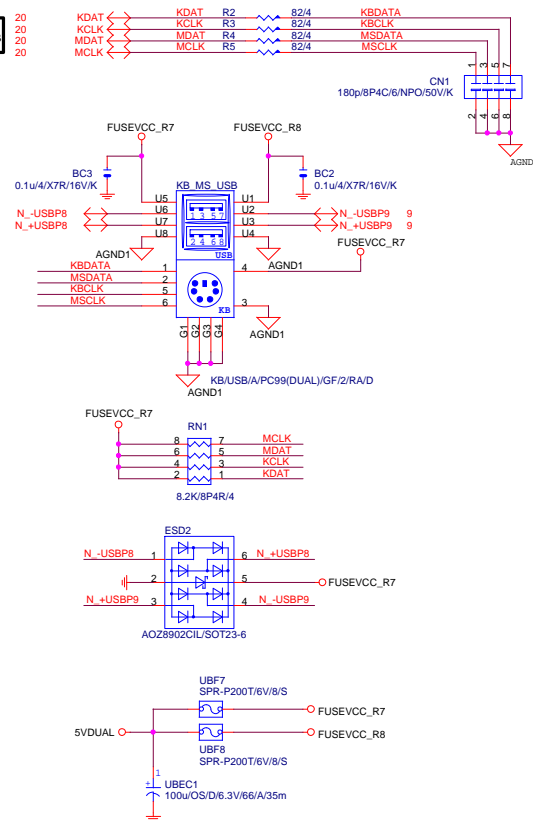 20 KDAT KDAT R2 82/4 KBDATA
20 KCLK KCLK R3 82/4 KBCLK
20 MDAT MDAT R4 82/4 MSDATA
20 MCLK MCLK R5 82/4 MSCLK
1 3 5 7
CN1
180p/8P4C/6/NPO/50V/K
2 4 6 8
AGND
FUSEVCC_R7 FUSEVCC_R8
BC3
0.1u/4/X7R/16V/K
BC2
0.1u/4/X7R/16V/K
KB_MS_USB
U5 U1
N_-USBP8 U6 U2 N_-USBP9 9
N_+USBP8 U7 U3 N_+USBP9 9
U8 U4
1 3 5 7
2 4 6 8
USB
FUSEVCC_R7
AGND1 AGND1
KBDATA 1 4
MSDATA 2
KBCLK 5
MSCLK 6 3
KB
AGND1
G1 G2 G3 G4
KB/USB/A/PC99(DUAL)/GF/2/RA/D
AGND1
FUSEVCC_R7
RN1
8 7 MCLK
6 5 MDAT
4 3 KCLK
2 1 KDAT
8.2K/8P4R/4
ESD2
N_-USBP8 1 6 N_+USBP8
2 5 FUSEVCC_R7
N_+USBP9 3 4 N_-USBP9
AOZ8902CIL/SOT23-6
UBF7
SPR-P200T/6V/8/S
FUSEVCC_R7
5VDUAL FUSEVCC_R8
UBF8
SPR-P200T/6V/8/S
1
+
UBEC1
100u/OS/D/6.3V/66/A/35m